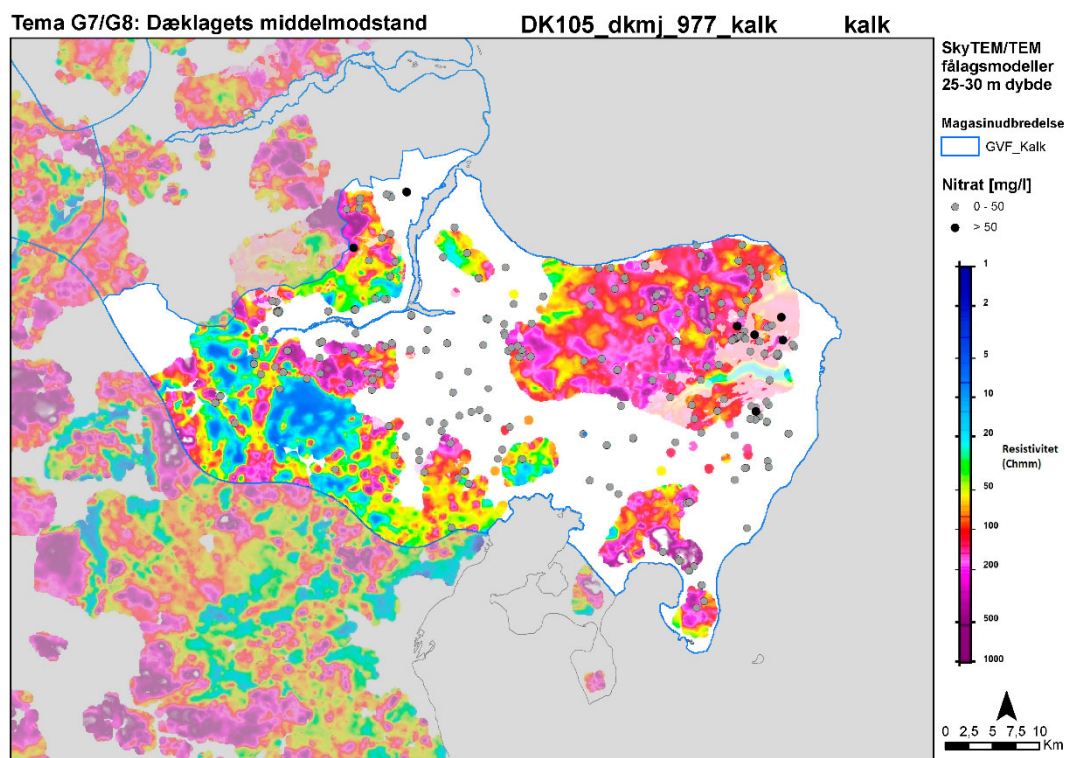 Tema G7/G8: Dæklagets middelmodstand DK105_dkmj_977_kalk kalk
SkyTEM/TEM
fålagsmodeller
25-30 m dybde
Magasinudbredelse
GVF_Kalk
Nitrat [mg/l]
0 - 50
> 50
1
2
5
10
20
Resistivitet
(Chmm)
50
100
200
500
1000
0 2,5 5 7,5 10
Km